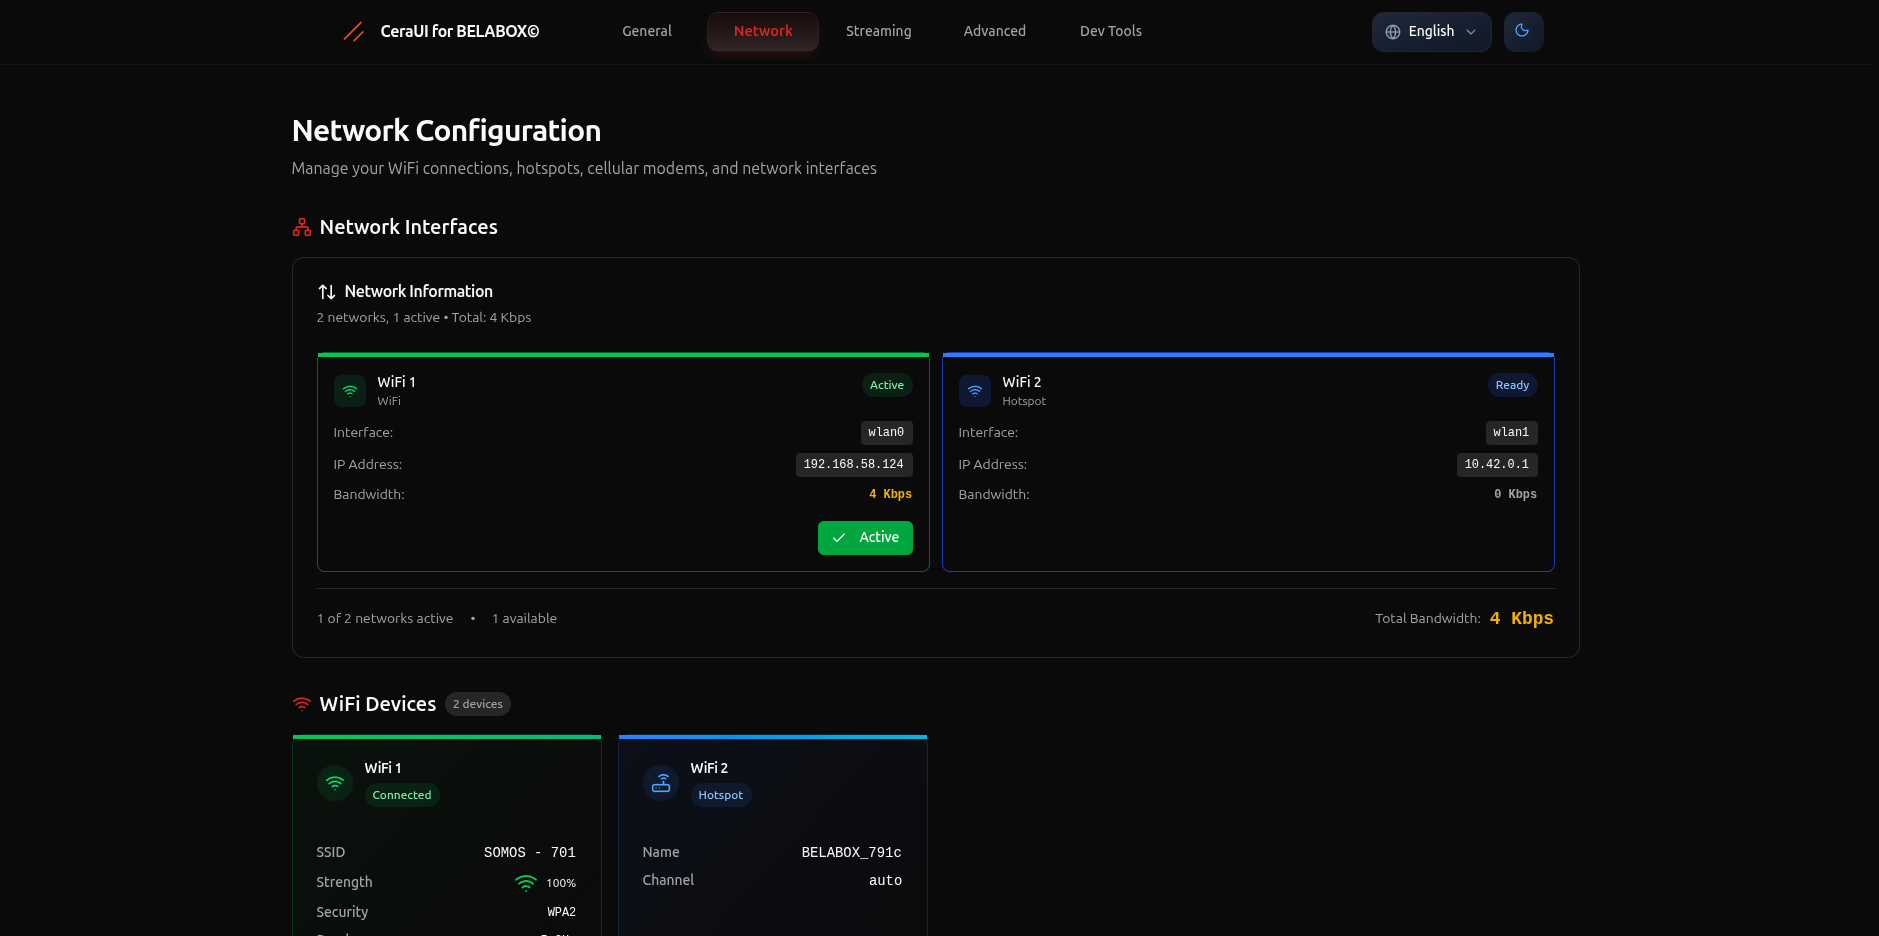 CeraUI for BELABOX©
General
Network
Streaming
Advanced
Dev Tools
English
Network Configuration
Manage your WiFi connections, hotspots, cellular modems, and network interfaces
Network Interfaces
Network Information
2 networks, 1 active • Total: 4 Kbps
WiFi 1
WiFi
Active
Interface: wlan0
IP Address: 192.168.58.124
Bandwidth: 4 Kbps
Active
WiFi 2
Hotspot
Ready
Interface: wlan1
IP Address: 10.42.0.1
Bandwidth: 0 Kbps
1 of 2 networks active • 1 available
Total Bandwidth: 4 Kbps
WiFi Devices 2 devices
WiFi 1
Connected
SSID SOMOS - 701
Strength 100%
Security WPA2
WiFi 2
Hotspot
Name BELABOX_791c
Channel auto